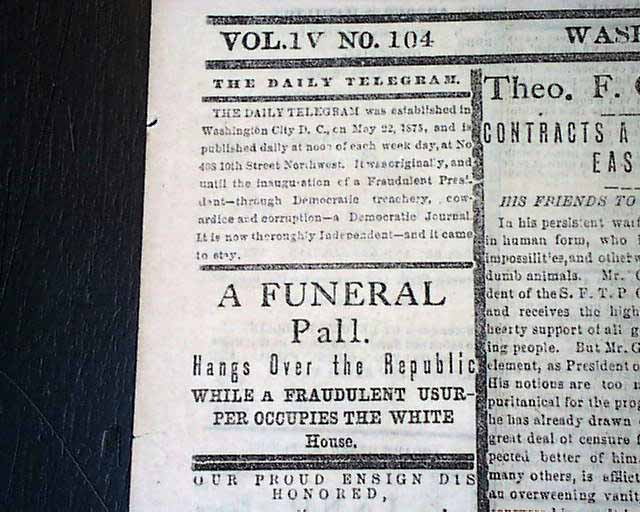 VOL.IV NO. 104
WASH
THE DAILY TELEGRAM.
THE DAILY TELEGRAM was established in
Washington City D. C., on May 22, 1875, and is
published daily at noon of each week day, at No
498 10th Street Northwest. It was originally, and
until the inauguration of a Fraudulent Presi-
dent—through Democratic treachery, cow-
ardice and corruption—a Democratic Journal
It is now thoroughly Independent—and it came
to stay.
A FUNERAL
Pall.
Hangs Over the Republic
WHILE A FRAUDULENT USUR-
PER OCCUPIES THE WHITE
House.
OUR PROUD ENSIGN DIS
HONORED,
Theo. F.
CONTRACTS A
EAS
HIS FRIENDS TO
In his persistent
in human form, who
impossilities, and otherw
dumb animals. Mr.
dent of the S. F. T. P.
and receives the high
hearty support of all g
ing people. But Mr. G
element, as President o
His notions are too
puritanical for the prog
he has already drawn
great deal of censure f
pected better of him
many others, is afflict
an overweening vanit